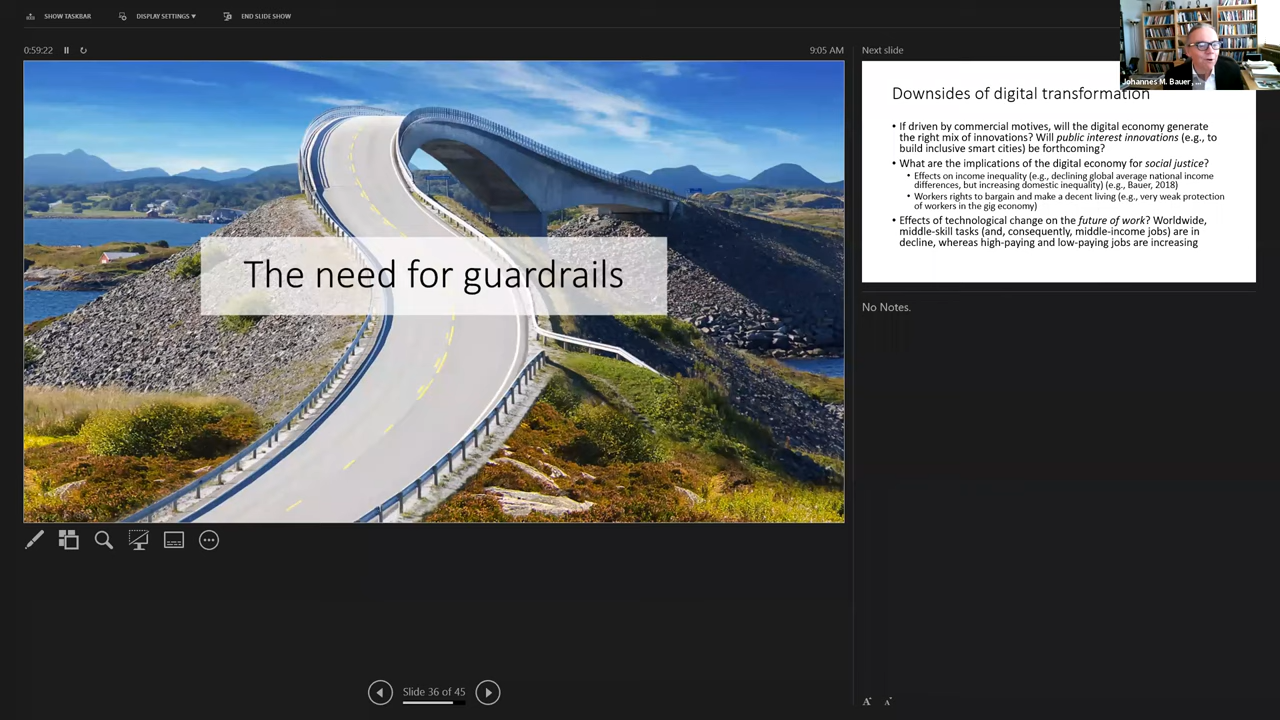 SHOW TASKBAR
DISPLAY SETTINGS ▾
END SLIDE SHOW
0:59:22
9:05 AM
The need for guardrails
Slide 36 of 45
Next slide
Johannes M. Bauer, ...
Downsides of digital transformation
• If driven by commercial motives, will the digital economy generate
the right mix of innovations? Will public interest innovations (e.g., to
build inclusive smart cities) be forthcoming?
• What are the implications of the digital economy for social justice?
• Effects on income inequality (e.g., declining global average national income
differences, but increasing domestic inequality) (e.g., Bauer, 2018)
• Workers rights to bargain and make a decent living (e.g., very weak protection
of workers in the gig economy)
• Effects of technological change on the future of work? Worldwide,
middle-skill tasks (and, consequently, middle-income jobs) are in
decline, whereas high-paying and low-paying jobs are increasing
No Notes.
A A